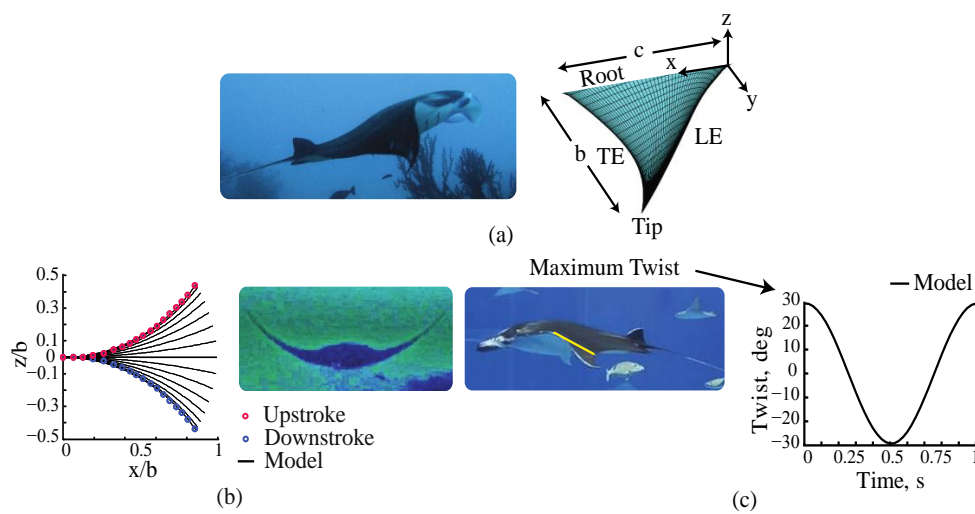 z
c
x
Root
y
b
TE
LE
Tip
(a)
Maximum Twist
0.5
0.3
0.1
0
−0.1
−0.3
−0.5
z/b
0
0.5
1
x/b
Upstroke
Downstroke
Model
(b)
Model
30
20
10
0
−10
−20
−30
Twist, deg
0
0.25
0.5
0.75
1
Time, s
(c)